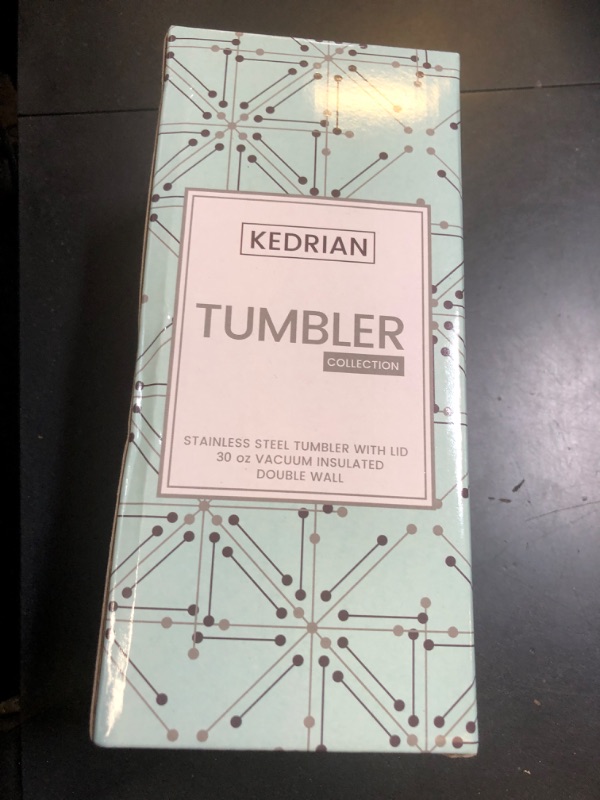 KEDRIAN
TUMBLER
COLLECTION
STAINLESS STEEL TUMBLER WITH LID
30 oz VACUUM INSULATED
DOUBLE WALL